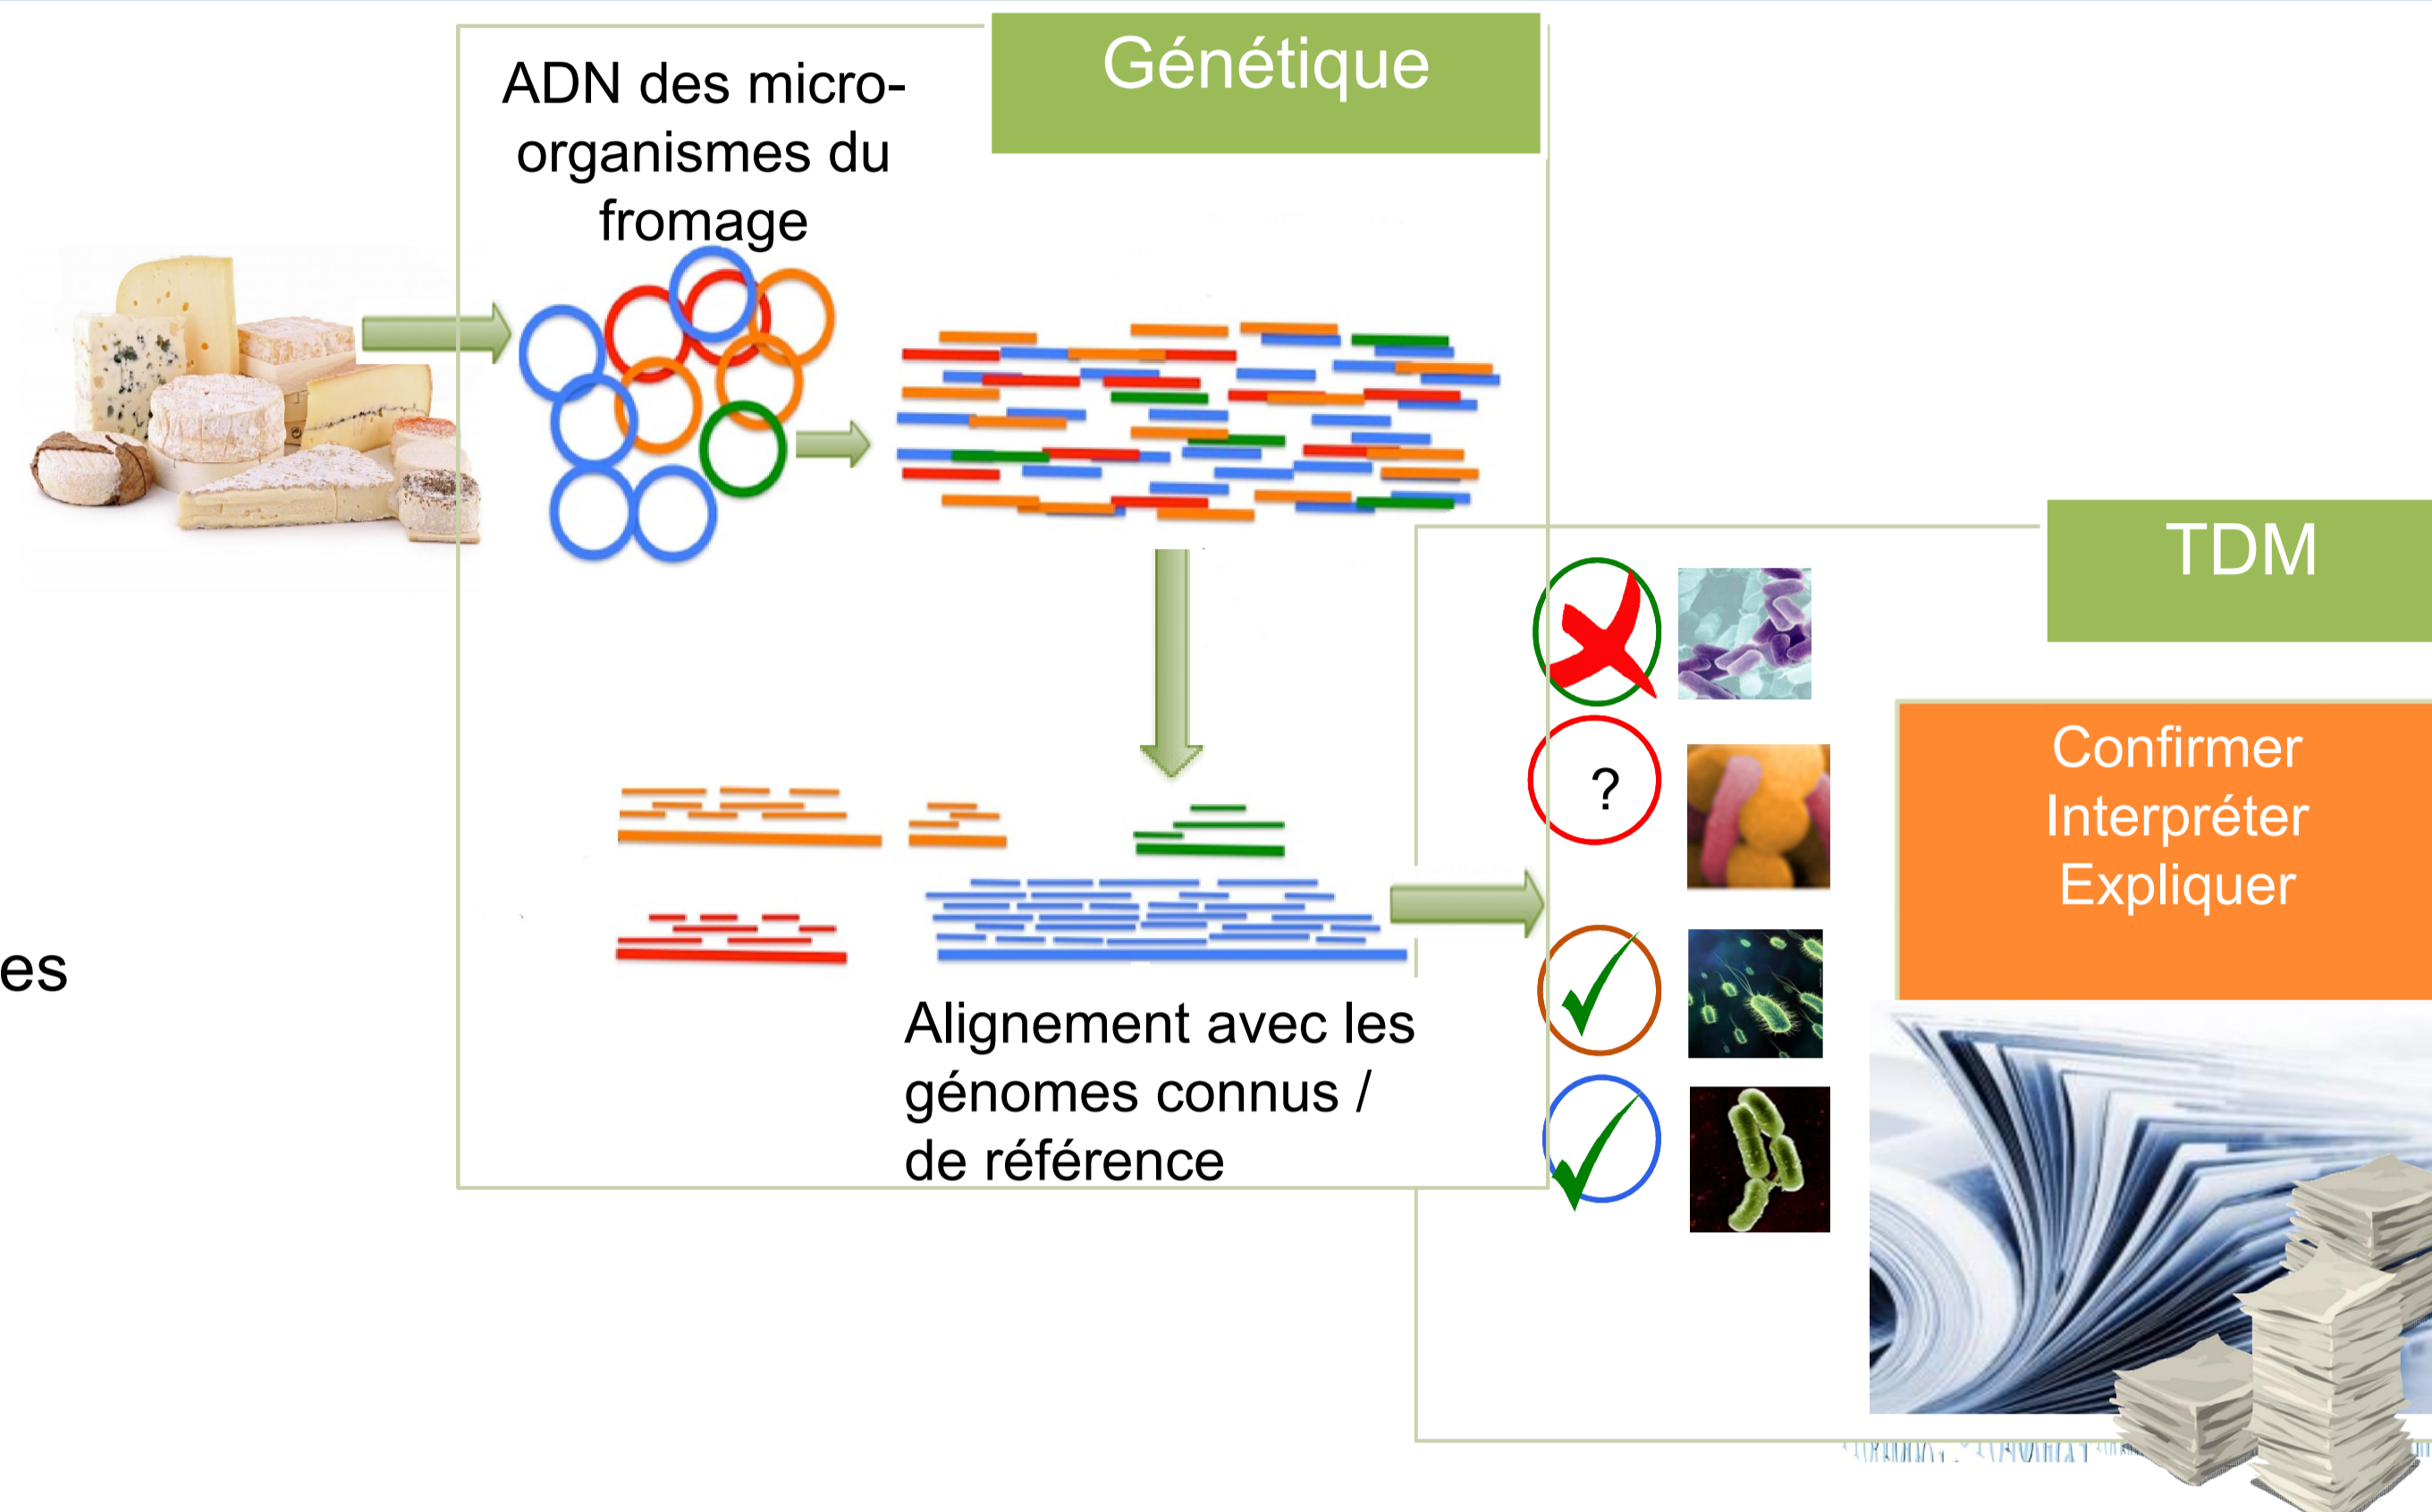 Génétique
ADN des micro-
organismes du
fromage
TDM
?
Confirmer
Interpréter
Expliquer
es
Alignement avec les
génomes connus /
de référence